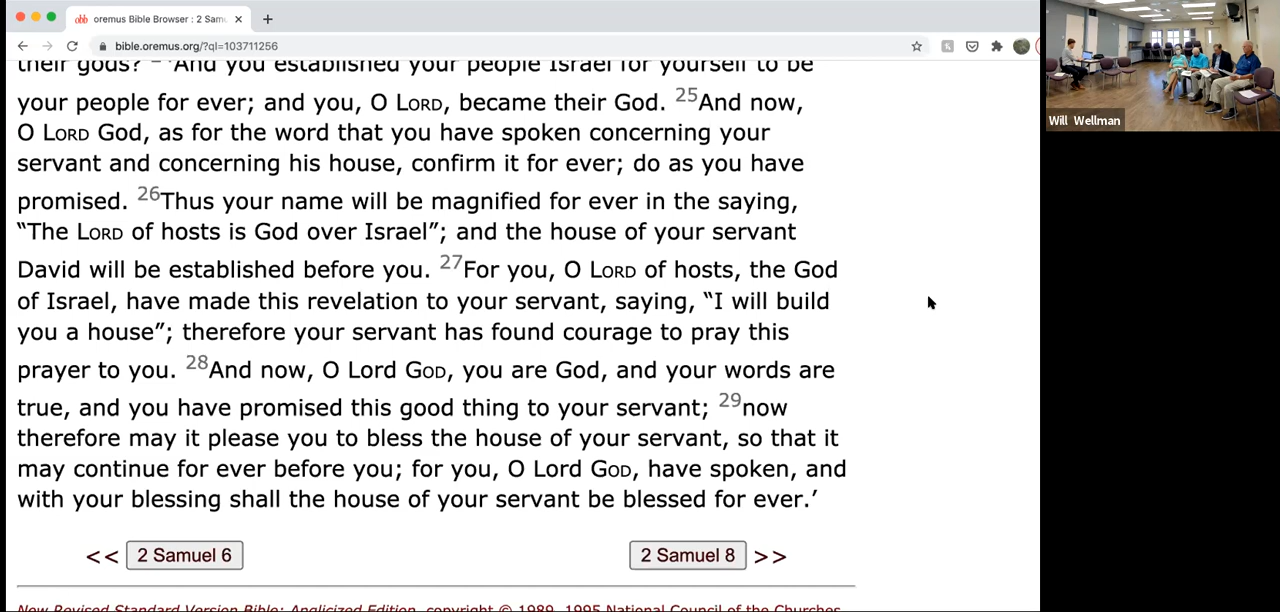 obb oremus Bible Browser : 2 Samu
bible.oremus.org/?ql=103711256
their gods? 24And you established your people Israel for yourself to be
your people for ever; and you, O LORD, became their God. 25And now,
O LORD God, as for the word that you have spoken concerning your
servant and concerning his house, confirm it for ever; do as you have
promised. 26Thus your name will be magnified for ever in the saying,
“The LORD of hosts is God over Israel”; and the house of your servant
David will be established before you. 27For you, O LORD of hosts, the God
of Israel, have made this revelation to your servant, saying, “I will build
you a house”; therefore your servant has found courage to pray this
prayer to you. 28And now, O Lord GOD, you are God, and your words are
true, and you have promised this good thing to your servant; 29now
therefore may it please you to bless the house of your servant, so that it
may continue for ever before you; for you, O Lord GOD, have spoken, and
with your blessing shall the house of your servant be blessed for ever.’
<< 2 Samuel 6 2 Samuel 8 >>
New Revised Standard Version Bible: Anglicized Edition, copyright © 1989, 1995 National Council of the Churches
Will Wellman